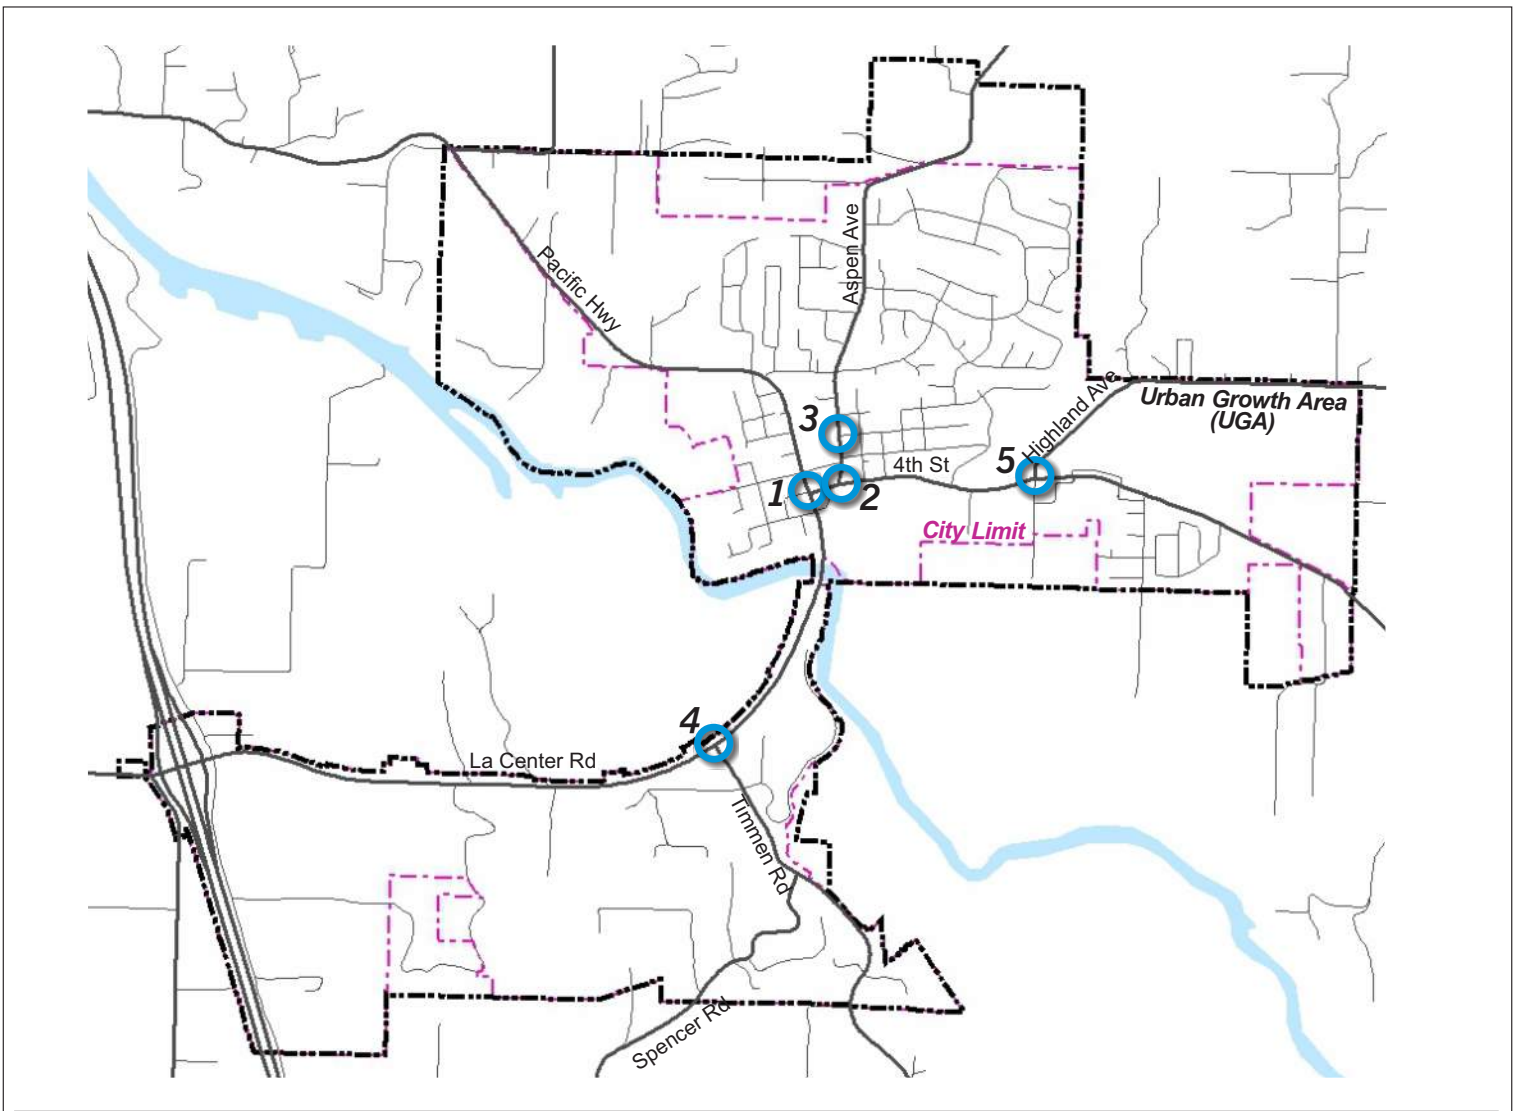 Aspen Ave
Pacific Hwy
Highland Ave
Urban Growth Area
(UGA)
3
4th St
5
1
2
City Limit
4
La Center Rd
Timmen Rd
Spencer Rd